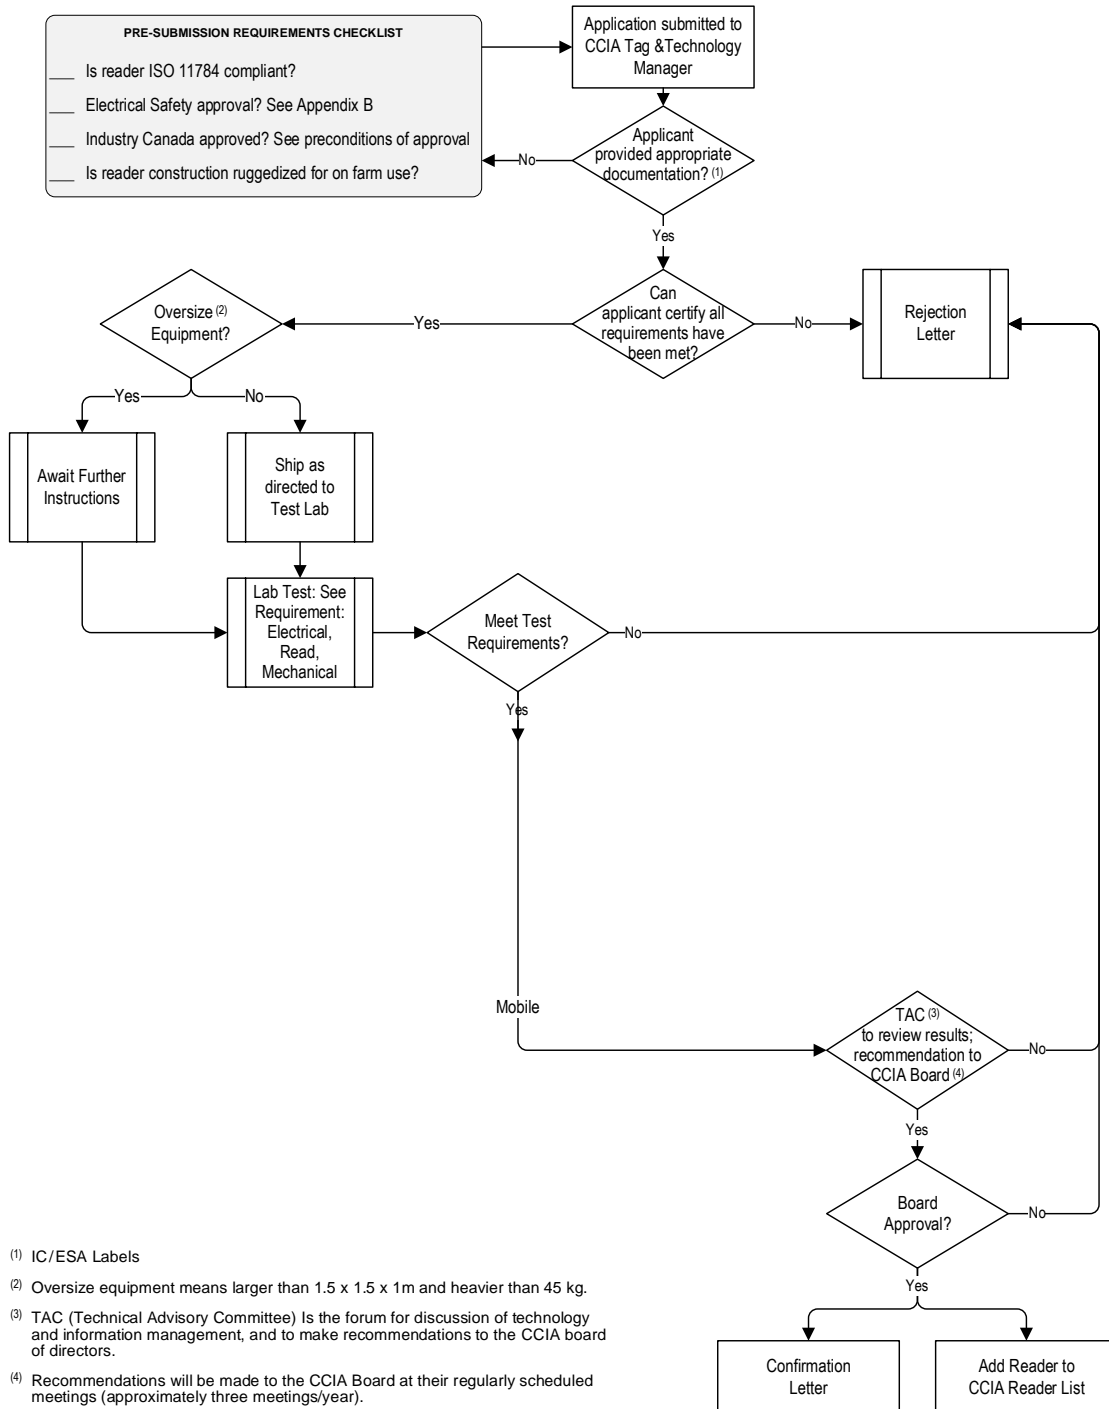 PRE-SUBMISSION REQUIREMENTS CHECKLIST
___ Is reader ISO 11784 compliant?
___ Electrical Safety approval? See Appendix B
___ Industry Canada approved? See preconditions of approval
___ Is reader construction ruggedized for on farm use?
Application submitted to
CCIA Tag &Technology
Manager
Applicant
provided appropriate
documentation? (1)
No
Yes
Can
applicant certify all
requirements have
been met?
Yes
No
Rejection
Letter
Oversize (2)
Equipment?
Yes
No
Await Further
Instructions
Ship as
directed to
Test Lab
Lab Test: See
Requirement:
Electrical,
Read,
Mechanical
Meet Test
Requirements?
No
Yes
Mobile
TAC (3)
to review results;
recommendation to
CCIA Board (4)
No
Yes
Board
Approval?
No
Yes
Confirmation
Letter
Add Reader to
CCIA Reader List
(1) IC/ESA Labels
(2) Oversize equipment means larger than 1.5 x 1.5 x 1m and heavier than 45 kg.
(3) TAC (Technical Advisory Committee) Is the forum for discussion of technology
and information management, and to make recommendations to the CCIA board
of directors.
(4) Recommendations will be made to the CCIA Board at their regularly scheduled
meetings (approximately three meetings/year).